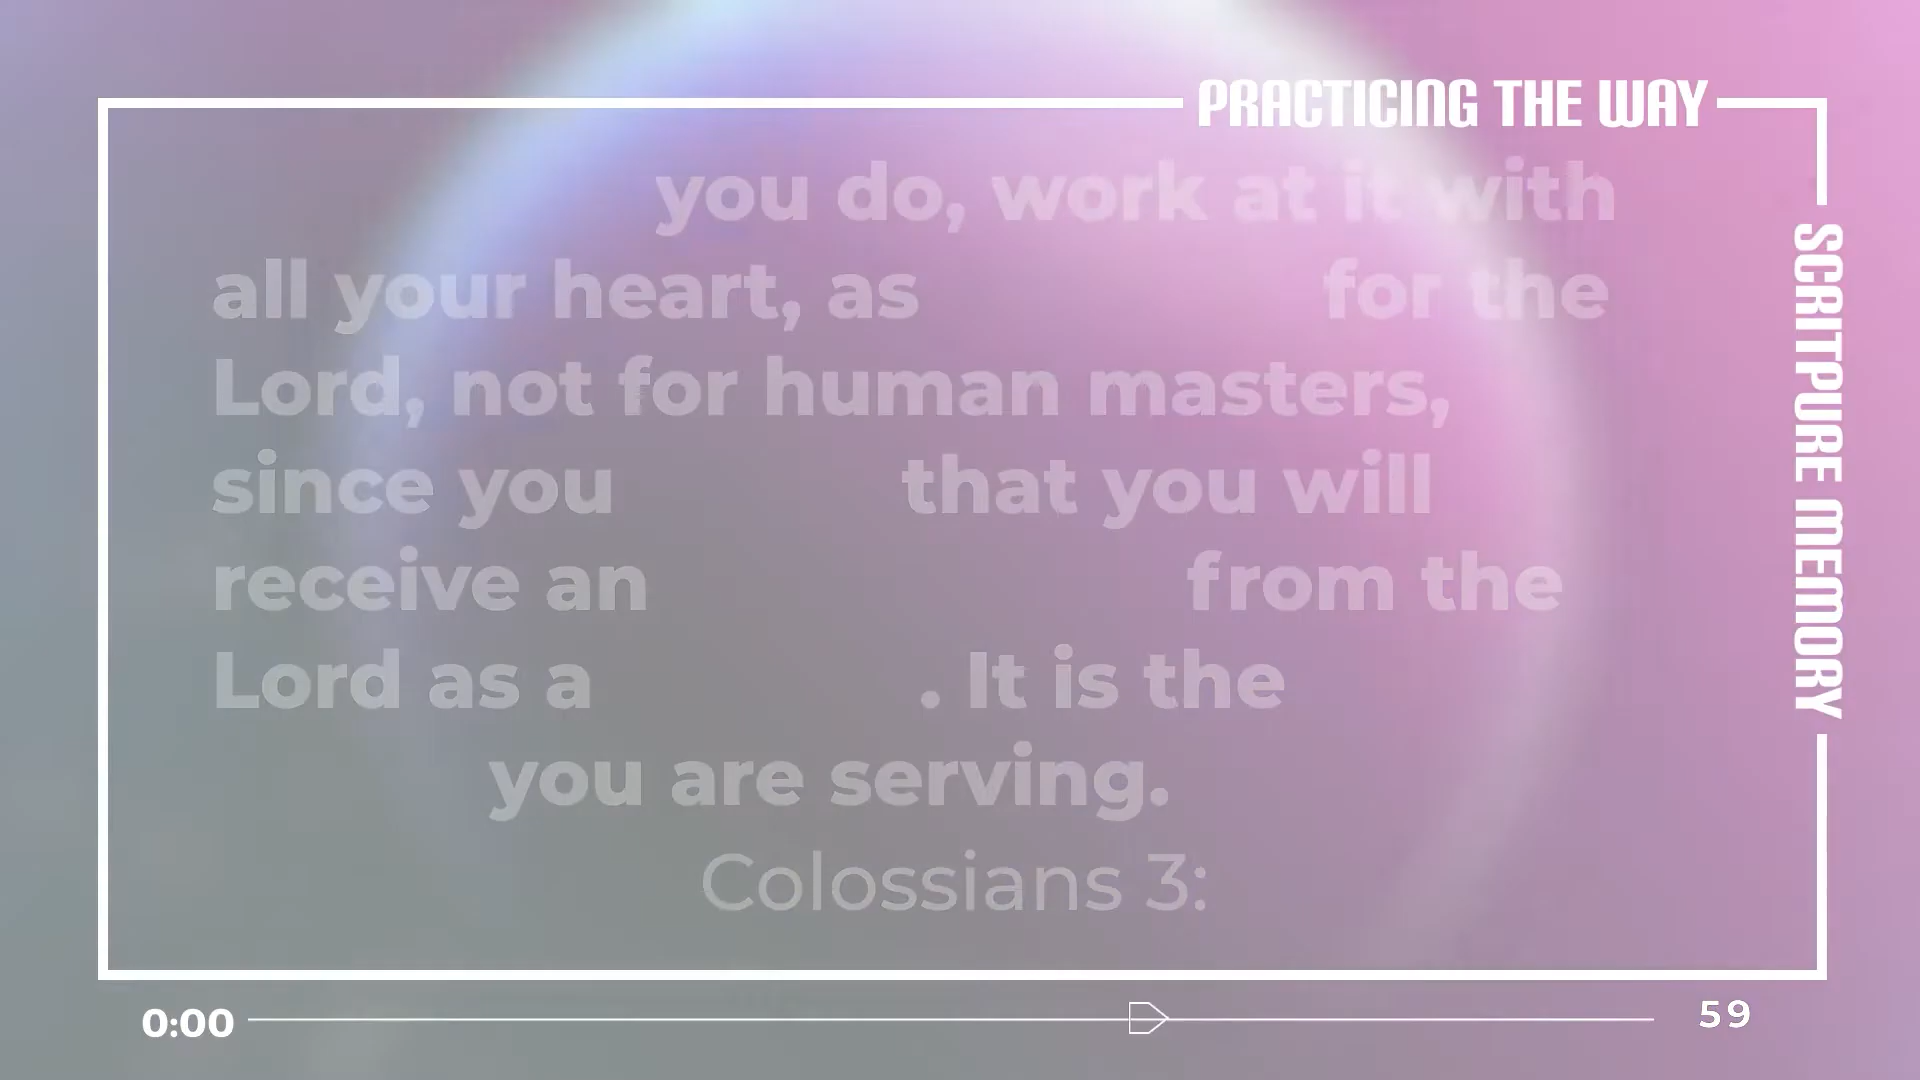 PRACTICING THE WAY
you do, work at it with
all your heart, as for the
Lord, not for human masters,
since you that you will
receive an from the
Lord as a . It is the
you are serving.
Colossians 3:
SCRITPURE MEMORY
0:00
59